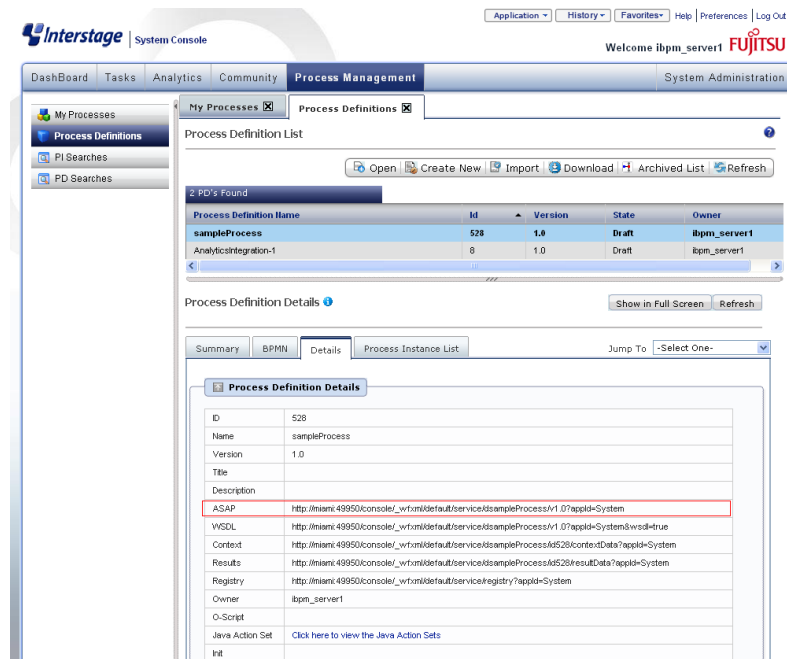 Application History Favorites Help Preferences Log Out
Interstage System Console
Welcome ibpm_server1 FUJITSU
DashBoard Tasks Analytics Community Process Management System Administration
My Processes
Process Definitions
PI Searches
PD Searches
My Processes Process Definitions
Process Definition List
Open Create New Import Download Archived List Refresh
2 PD's Found
Process Definition Name Id Version State Owner
sampleProcess 528 1.0 Draft ibpm_server1
AnalyticsIntegration-1 8 1.0 Draft ibpm_server1
Process Definition Details Show in Full Screen Refresh
Summary BPMN Details Process Instance List Jump To -Select One-
Process Definition Details
ID 528
Name sampleProcess
Version 1.0
Title
Description
ASAP http://miami:49950/console/_wfxml/default/service/dsampleProcess/v1.0?appId=System
WSDL http://miami:49950/console/_wfxml/default/service/dsampleProcess/v1.0?appId=System&wsdl=true
Context http://miami:49950/console/_wfxml/default/service/dsampleProcess/id528/contextData?appId=System
Results http://miami:49950/console/_wfxml/default/service/dsampleProcess/id528/resultData?appId=System
Registry http://miami:49950/console/_wfxml/default/service/registry?appId=System
Owner ibpm_server1
O-Script
Java Action Set Click here to view the Java Action Sets
Init